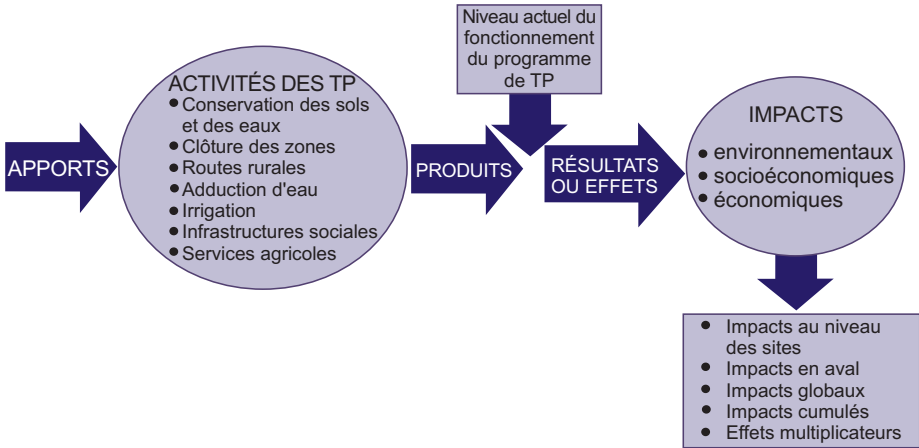 APPORTS
ACTIVITÉS DES TP
● Conservation des sols
et des eaux
● Clôture des zones
● Routes rurales
● Adduction d'eau
● Irrigation
● Infrastructures sociales
● Services agricoles
PRODUITS
Niveau actuel du
fonctionnement
du programme
de TP
RÉSULTATS
OU EFFETS
IMPACTS
● environnementaux
● socioéconomiques
● économiques
● Impacts au niveau
des sites
● Impacts en aval
● Impacts globaux
● Impacts cumulés
● Effets multiplicateurs